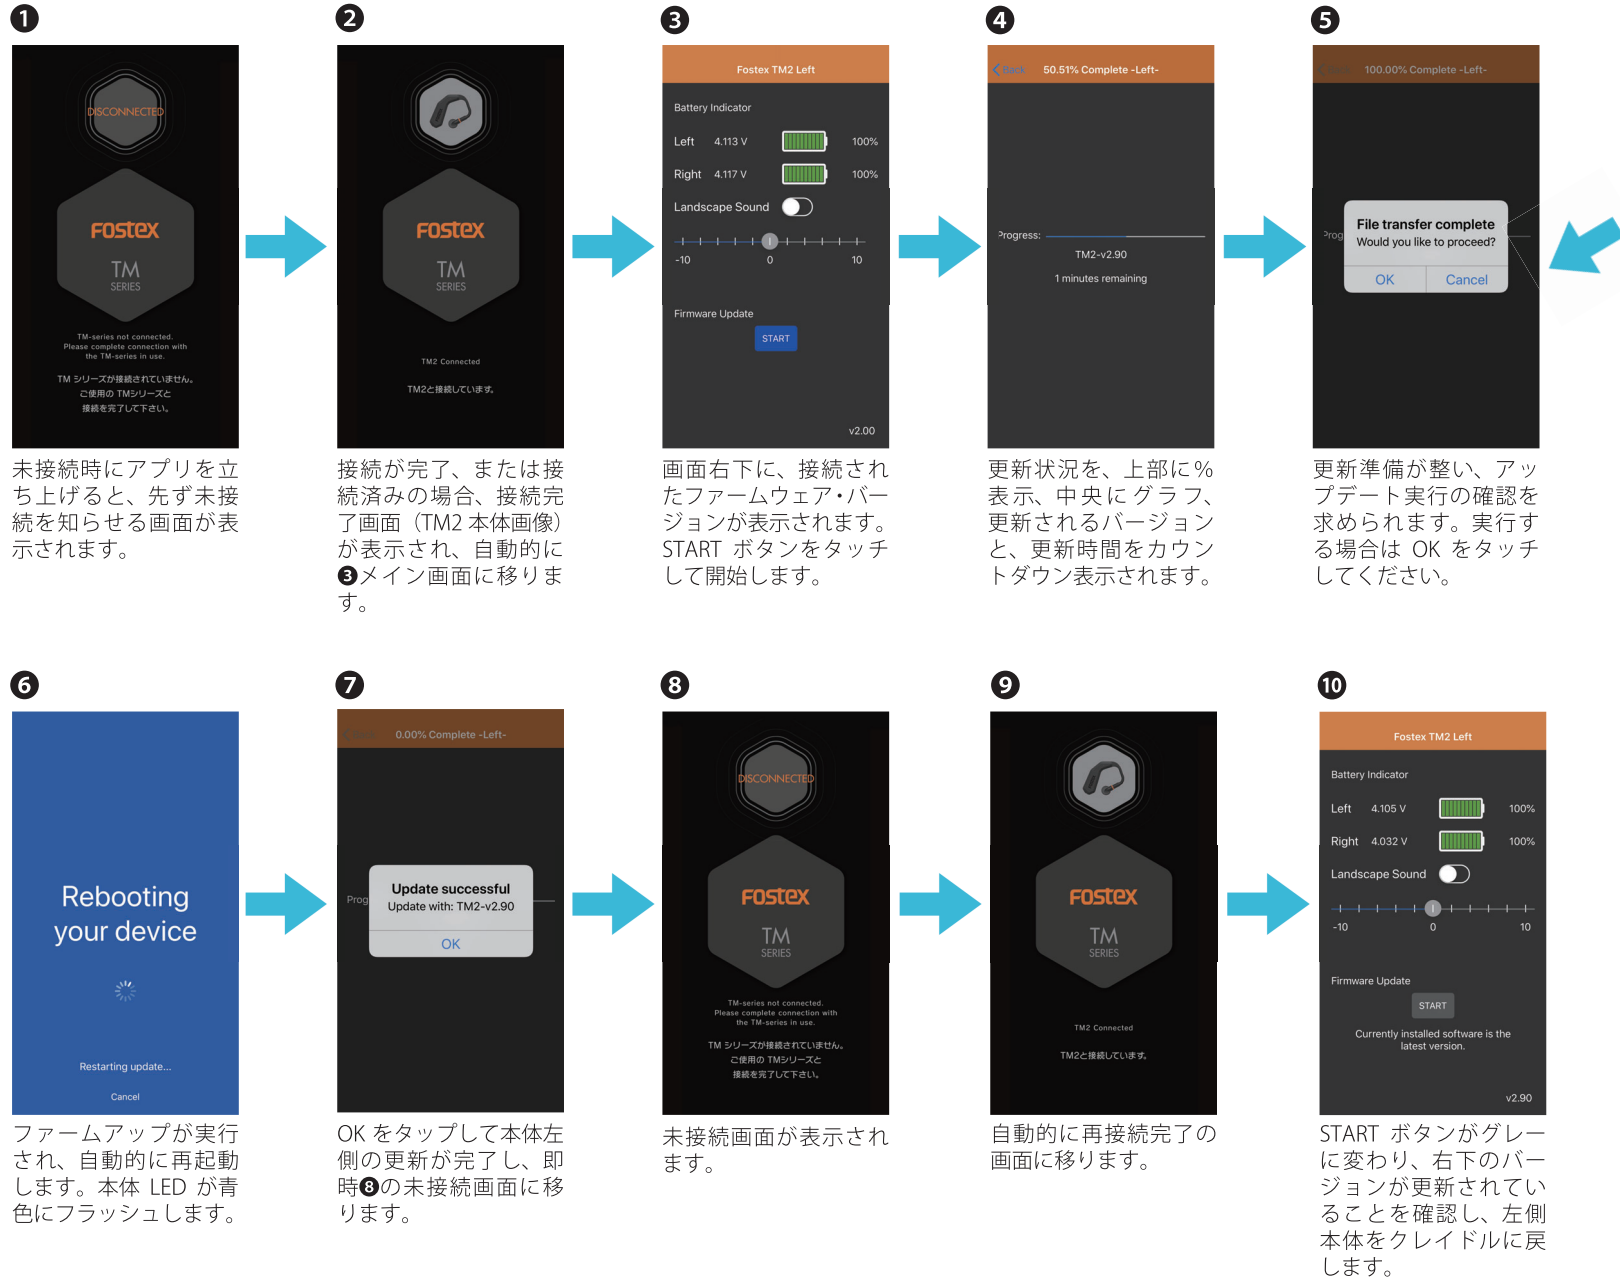 ❶
DISCONNECTED
FOSTEX
TM
SERIES
TM-series not connected.
Please complete connection with
the TM-series in use.
TM シリーズが接続されていません。
ご使用の TMシリーズと
接続を完了して下さい。
未接続時にアプリを立
ち上げると、先ず未接
続を知らせる画面が表
示されます。
❷
FOSTEX
TM
SERIES
TM2 Connected
TM2と接続しています。
接続が完了、または接
続済みの場合、接続完
了画面（TM2 本体画像）
が表示され、自動的に
❸メイン画面に移りま
す。
❸
Fostex TM2 Left
Battery Indicator
Left 4.113 V 100%
Right 4.117 V 100%
Landscape Sound
-10 0 10
Firmware Update
START
v2.00
画面右下に、接続され
たファームウェア・バー
ジョンが表示されます。
START ボタンをタッチ
して開始します。
❹
Back 50.51% Complete -Left-
Progress:
TM2-v2.90
1 minutes remaining
更新状況を、上部に%
表示、中央にグラフ、
更新されるバージョン
と、更新時間をカウン
トダウン表示されます。
❺
100.00% Complete -Left-
Prog
File transfer complete
Would you like to proceed?
OK Cancel
更新準備が整い、アッ
プデート実行の確認を
求められます。実行す
る場合は OK をタッチ
してください。
❻
Rebooting
your device
Restarting update...
Cancel
ファームアップが実行
され、自動的に再起動
します。本体 LED が青
色にフラッシュします。
❼
0.00% Complete -Left-
Prog
Update successful
Update with: TM2-v2.90
OK
OK をタップして本体左
側の更新が完了し、即
時❽の未接続画面に移
ります。
❽
DISCONNECTED
FOSTEX
TM
SERIES
TM-series not connected.
Please complete connection with
the TM-series in use.
TM シリーズが接続されていません。
ご使用の TMシリーズと
接続を完了して下さい。
未接続画面が表示され
ます。
❾
FOSTEX
TM
SERIES
TM2 Connected
TM2と接続しています。
自動的に再接続完了の
画面に移ります。
❿
Fostex TM2 Left
Battery Indicator
Left 4.105 V 100%
Right 4.032 V 100%
Landscape Sound
-10 0 10
Firmware Update
START
Currently installed software is the
latest version.
v2.90
START ボタンがグレー
に変わり、右下のバー
ジョンが更新されてい
ることを確認し、左側
本体をクレイドルに戻
します。